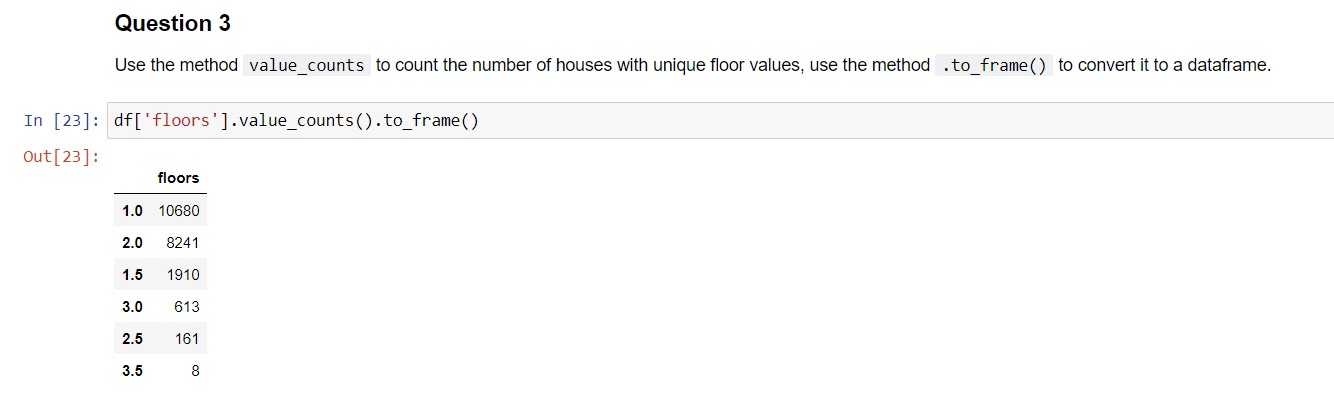 Question 3
Use the method value_counts to count the number of houses with unique floor values, use the method .to_frame() to convert it to a dataframe.
In [23]: df['floors'].value_counts().to_frame()
Out[23]:
floors
1.0 10680
2.0 8241
1.5 1910
3.0 613
2.5 161
3.5 8